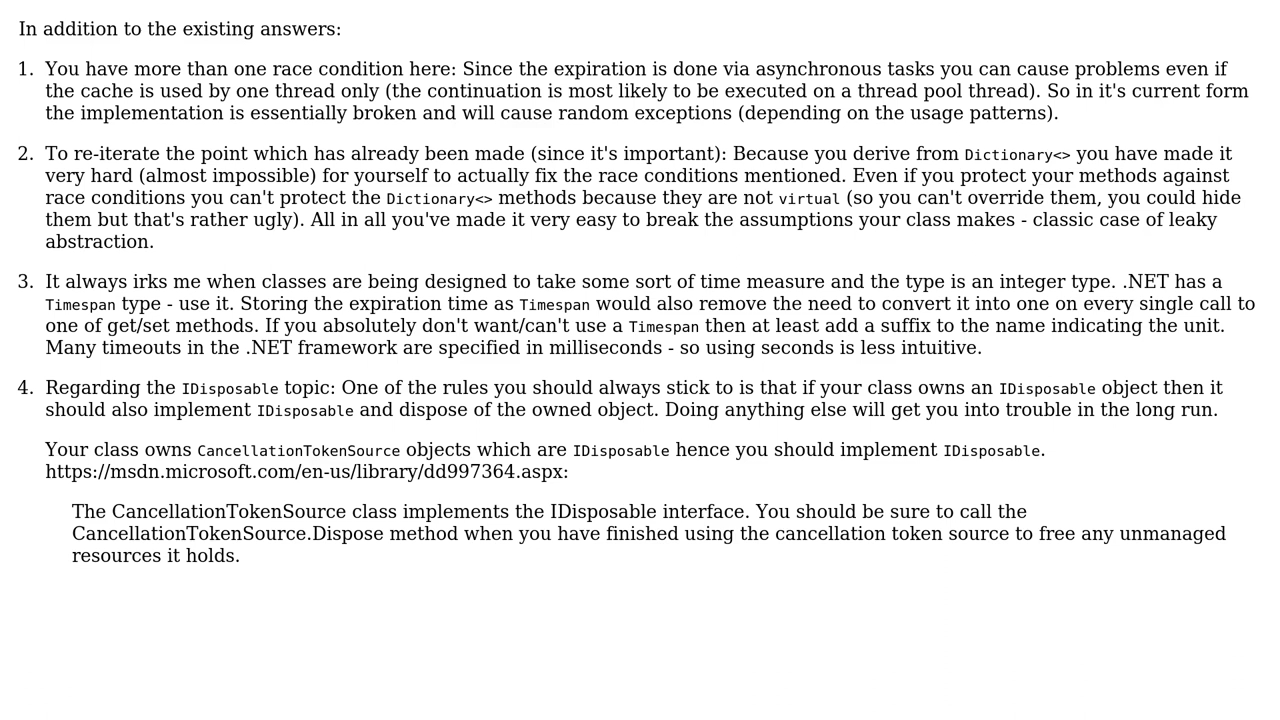 In addition to the existing answers:
1. You have more than one race condition here: Since the expiration is done via asynchronous tasks you can cause problems even if
the cache is used by one thread only (the continuation is most likely to be executed on a thread pool thread). So in it's current form
the implementation is essentially broken and will cause random exceptions (depending on the usage patterns).
2. To re-iterate the point which has already been made (since it's important): Because you derive from Dictionary<> you have made it
very hard (almost impossible) for yourself to actually fix the race conditions mentioned. Even if you protect your methods against
race conditions you can't protect the Dictionary<> methods because they are not virtual (so you can't override them, you could hide
them but that's rather ugly). All in all you've made it very easy to break the assumptions your class makes - classic case of leaky
abstraction.
3. It always irks me when classes are being designed to take some sort of time measure and the type is an integer type. .NET has a
Timespan type - use it. Storing the expiration time as Timespan would also remove the need to convert it into one on every single call to
one of get/set methods. If you absolutely don't want/can't use a Timespan then at least add a suffix to the name indicating the unit.
Many timeouts in the .NET framework are specified in milliseconds - so using seconds is less intuitive.
4. Regarding the IDisposable topic: One of the rules you should always stick to is that if your class owns an IDisposable object then it
should also implement IDisposable and dispose of the owned object. Doing anything else will get you into trouble in the long run.
Your class owns CancellationTokenSource objects which are IDisposable hence you should implement IDisposable.
https://msdn.microsoft.com/en-us/library/dd997364.aspx:
The CancellationTokenSource class implements the IDisposable interface. You should be sure to call the
CancellationTokenSource.Dispose method when you have finished using the cancellation token source to free any unmanaged
resources it holds.